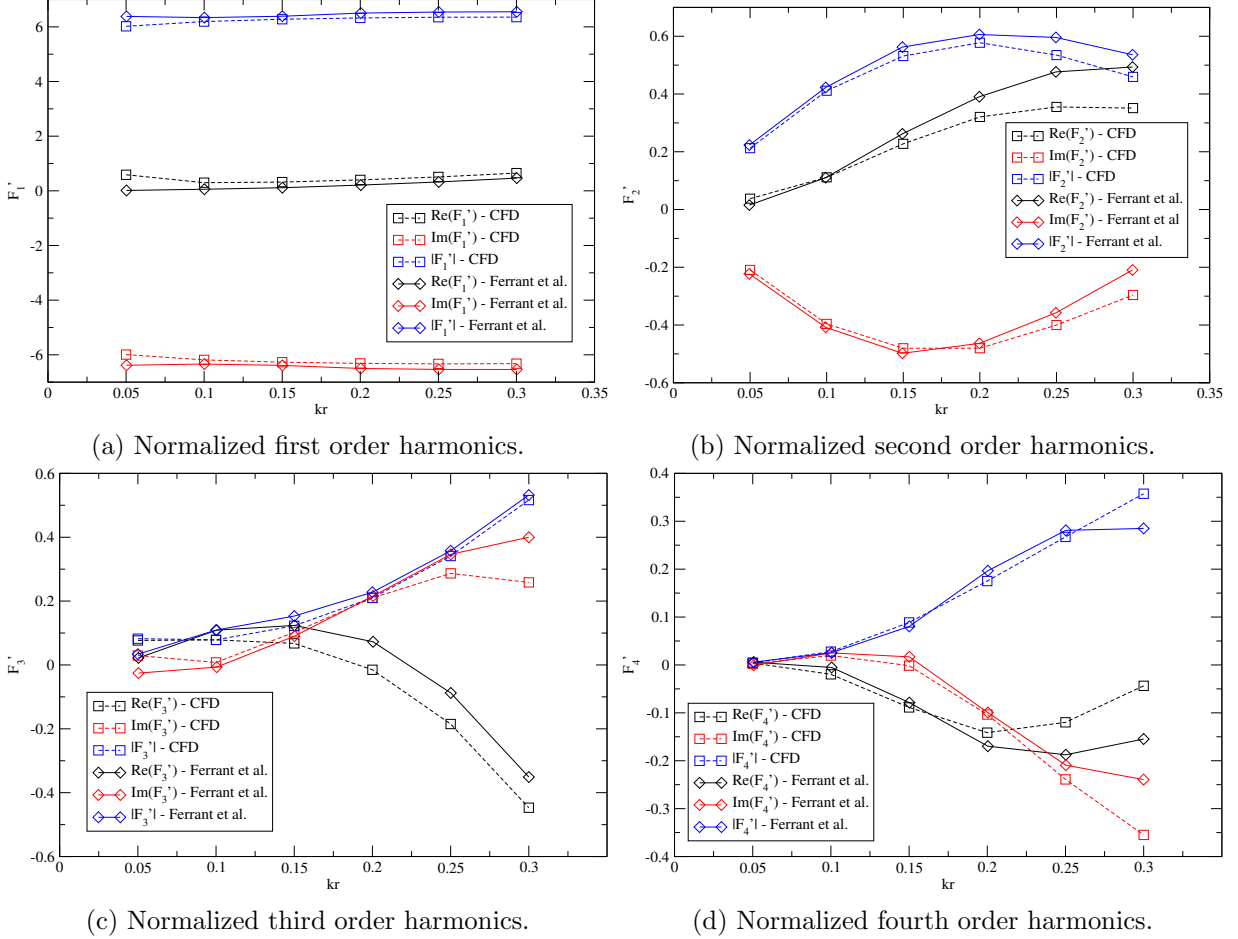 6
4
2
0
-2
-4
-6
F1’
0 0.05 0.1 0.15 0.2 0.25 0.3 0.35
kr
Re(F1’) - CFD
Im(F1’) - CFD
|F1’| - CFD
Re(F1’) - Ferrant et al.
Im(F1’) - Ferrant et al.
|F1’| - Ferrant et al.
(a) Normalized first order harmonics.
0.6
0.4
0.2
0
-0.2
-0.4
-0.6
F2’
0 0.05 0.1 0.15 0.2 0.25 0.3 0.35
kr
Re(F2’) - CFD
Im(F2’) - CFD
|F2’| - CFD
Re(F2’) - Ferrant et al.
Im(F2’) - Ferrant et al
|F2’| - Ferrant et al.
(b) Normalized second order harmonics.
0.6
0.4
0.2
0
-0.2
-0.4
-0.6
F3’
0 0.05 0.1 0.15 0.2 0.25 0.3
kr
Re(F3’) - CFD
Im(F3’) - CFD
|F3’| - CFD
Re(F3’) - Ferrant et al.
Im(F3’) - Ferrant et al.
|F3’| - Ferrant et al.
(c) Normalized third order harmonics.
0.4
0.3
0.2
0.1
0
-0.1
-0.2
-0.3
-0.4
F4’
0 0.05 0.1 0.15 0.2 0.25 0.3
kr
Re(F4’) - CFD
Im(F4’) - CFD
|F4’| - CFD
Re(F4’) - Ferrant et al.
Im(F4’) - Ferrant et al.
|F4’| - Ferrant et al.
(d) Normalized fourth order harmonics.